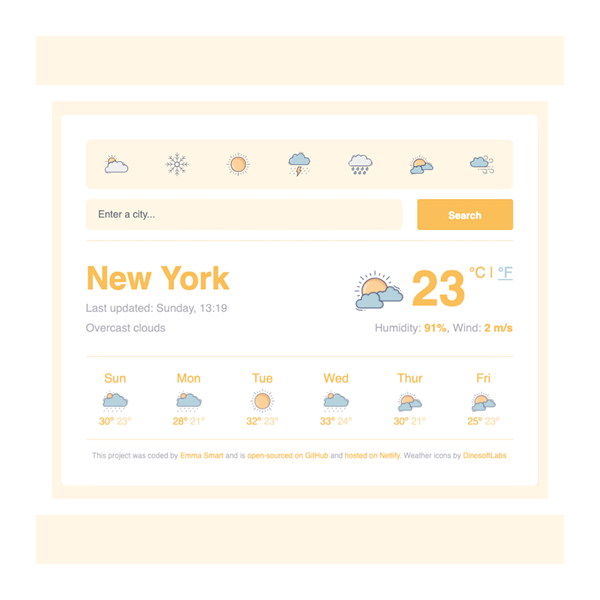 Enter a city...
Search
New York
23 °C | °F
Last updated: Sunday, 13:19
Overcast clouds
Humidity: 91%, Wind: 2 m/s
Sun Mon Tue Wed Thur Fri
30° 23° 28° 21° 32° 23° 33° 24° 30° 21° 25° 23°
This project was coded by Emma Smart and is open-sourced on GitHub and hosted on Netlify. Weather icons by DinosoftLabs